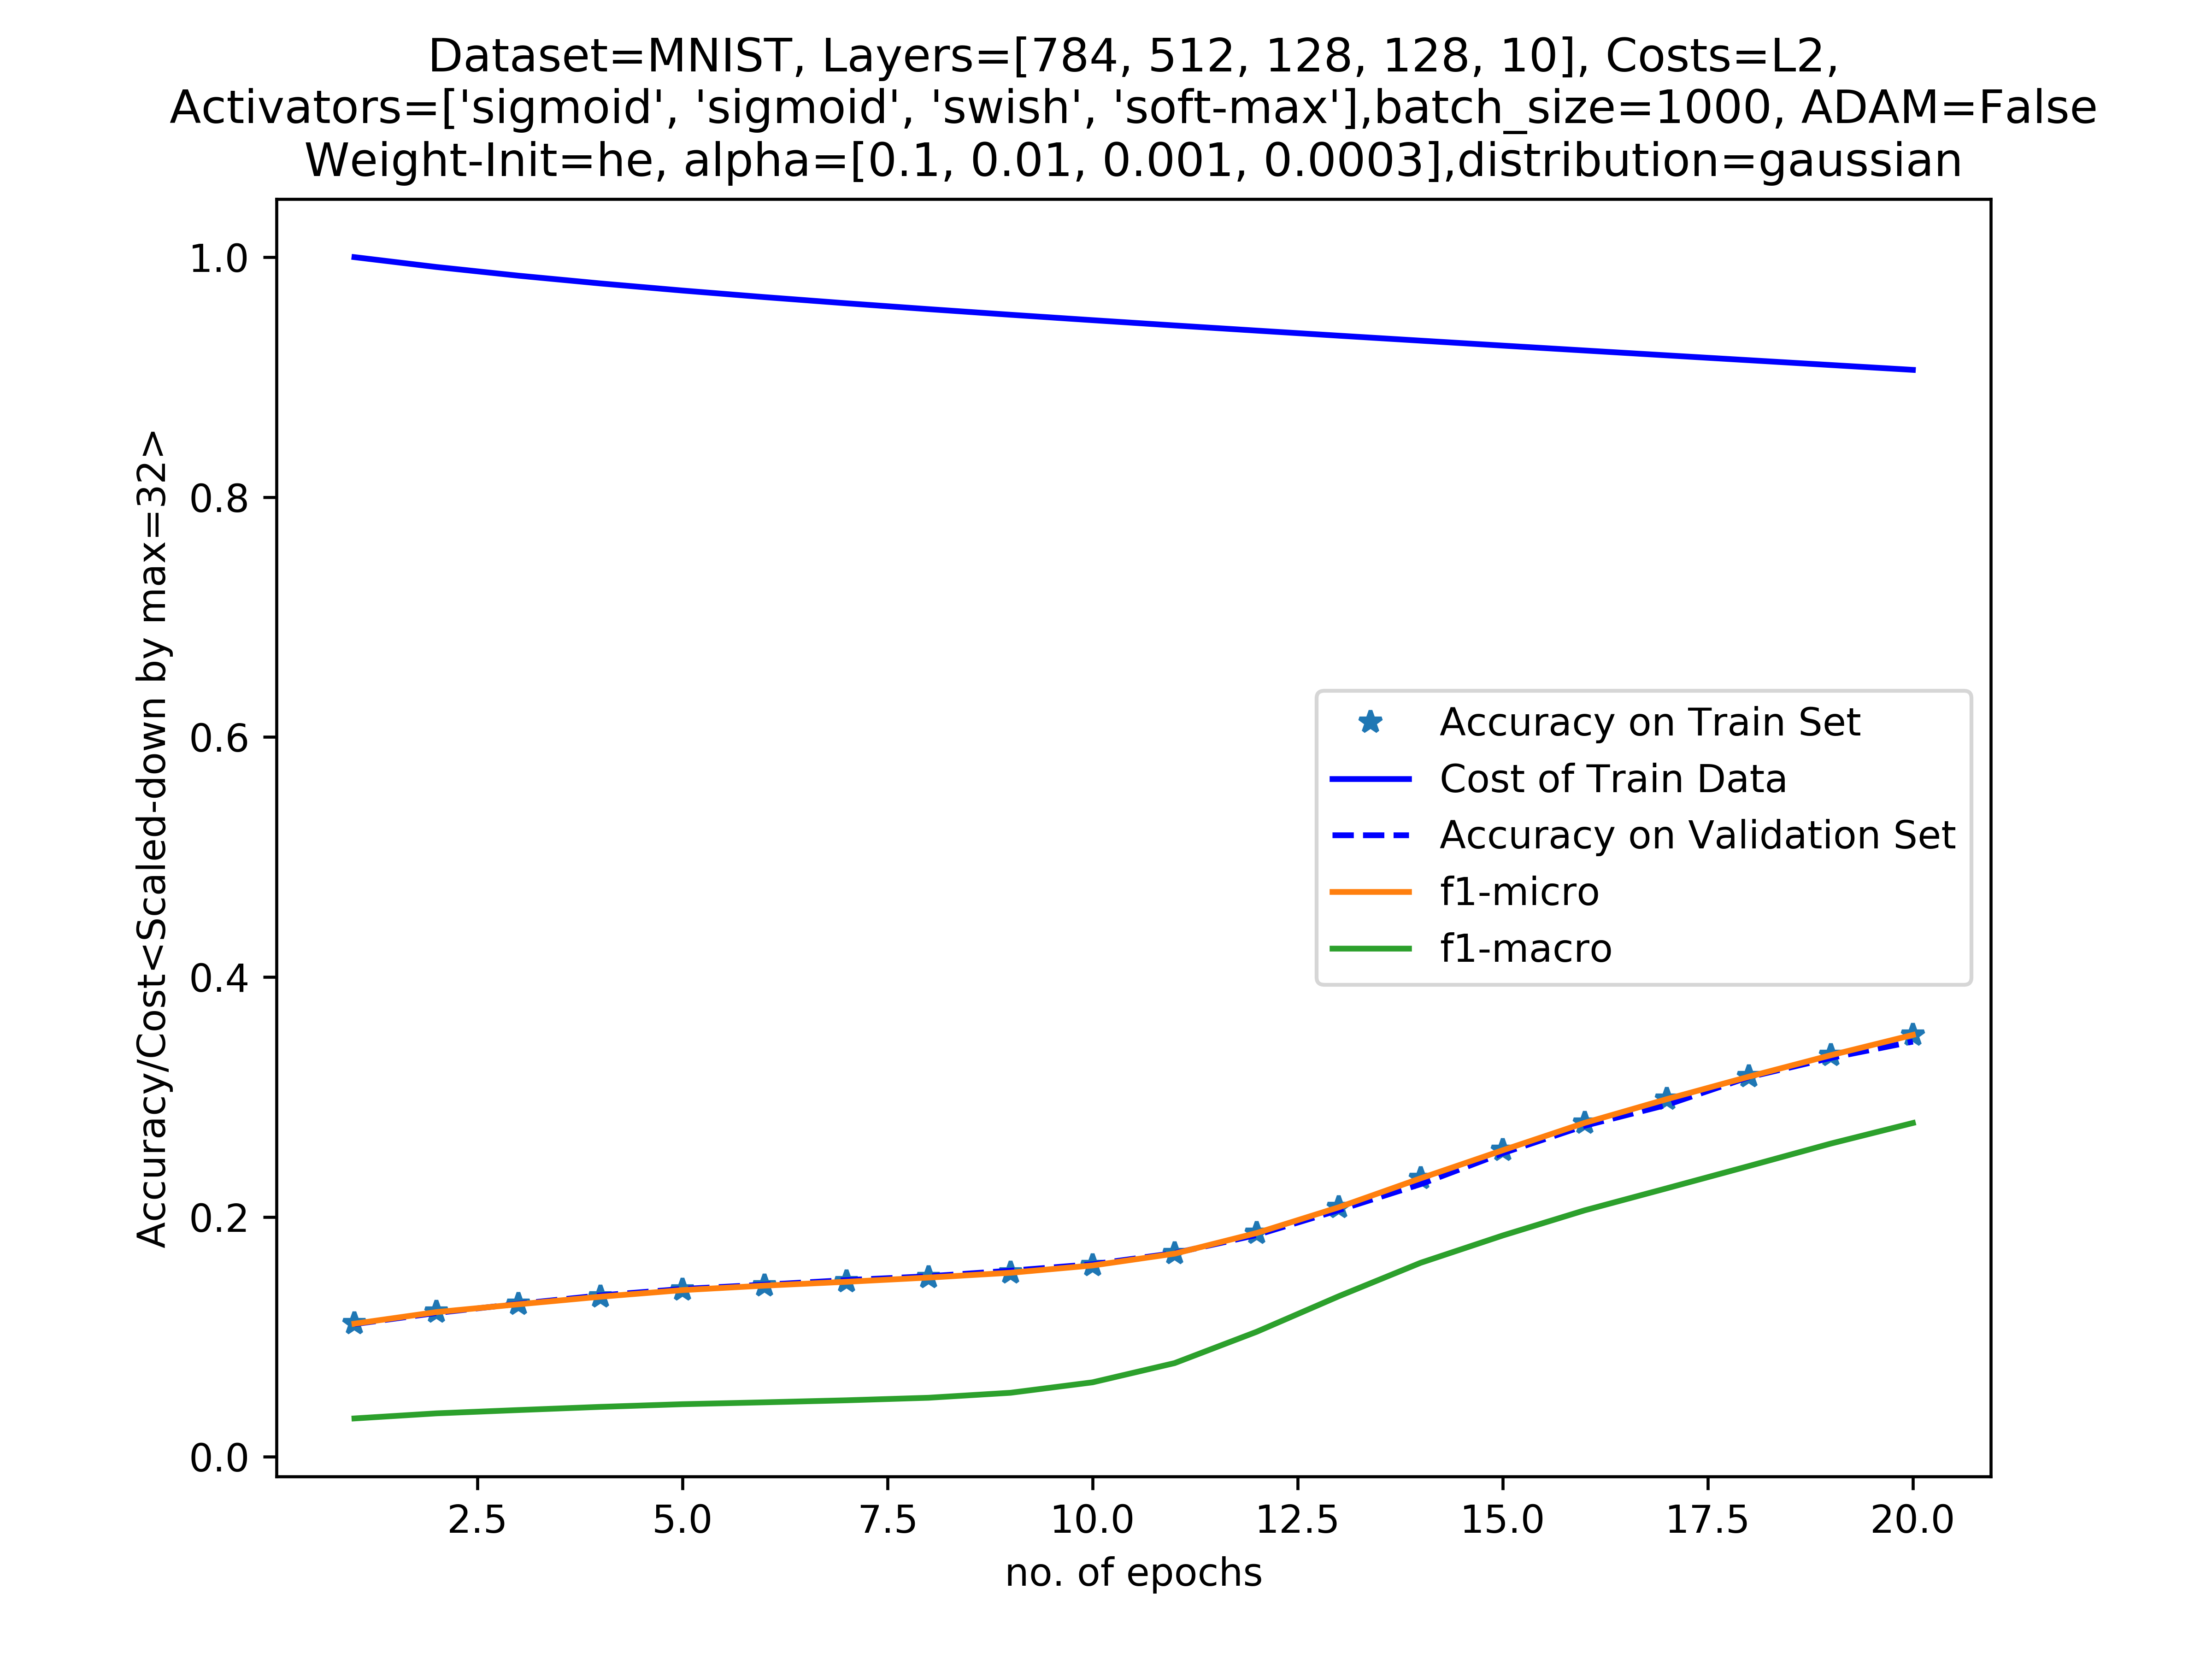 Dataset=MNIST, Layers=[784, 512, 128, 128, 10], Costs=L2,
Activators=['sigmoid', 'sigmoid', 'swish', 'soft-max'],batch_size=1000, ADAM=False
Weight-Init=he, alpha=[0.1, 0.01, 0.001, 0.0003],distribution=gaussian
Accuracy/Cost<Scaled-down by max=32>
1.0
0.8
0.6
0.4
0.2
0.0
Accuracy on Train Set
Cost of Train Data
Accuracy on Validation Set
f1-micro
f1-macro
2.5 5.0 7.5 10.0 12.5 15.0 17.5 20.0
no. of epochs